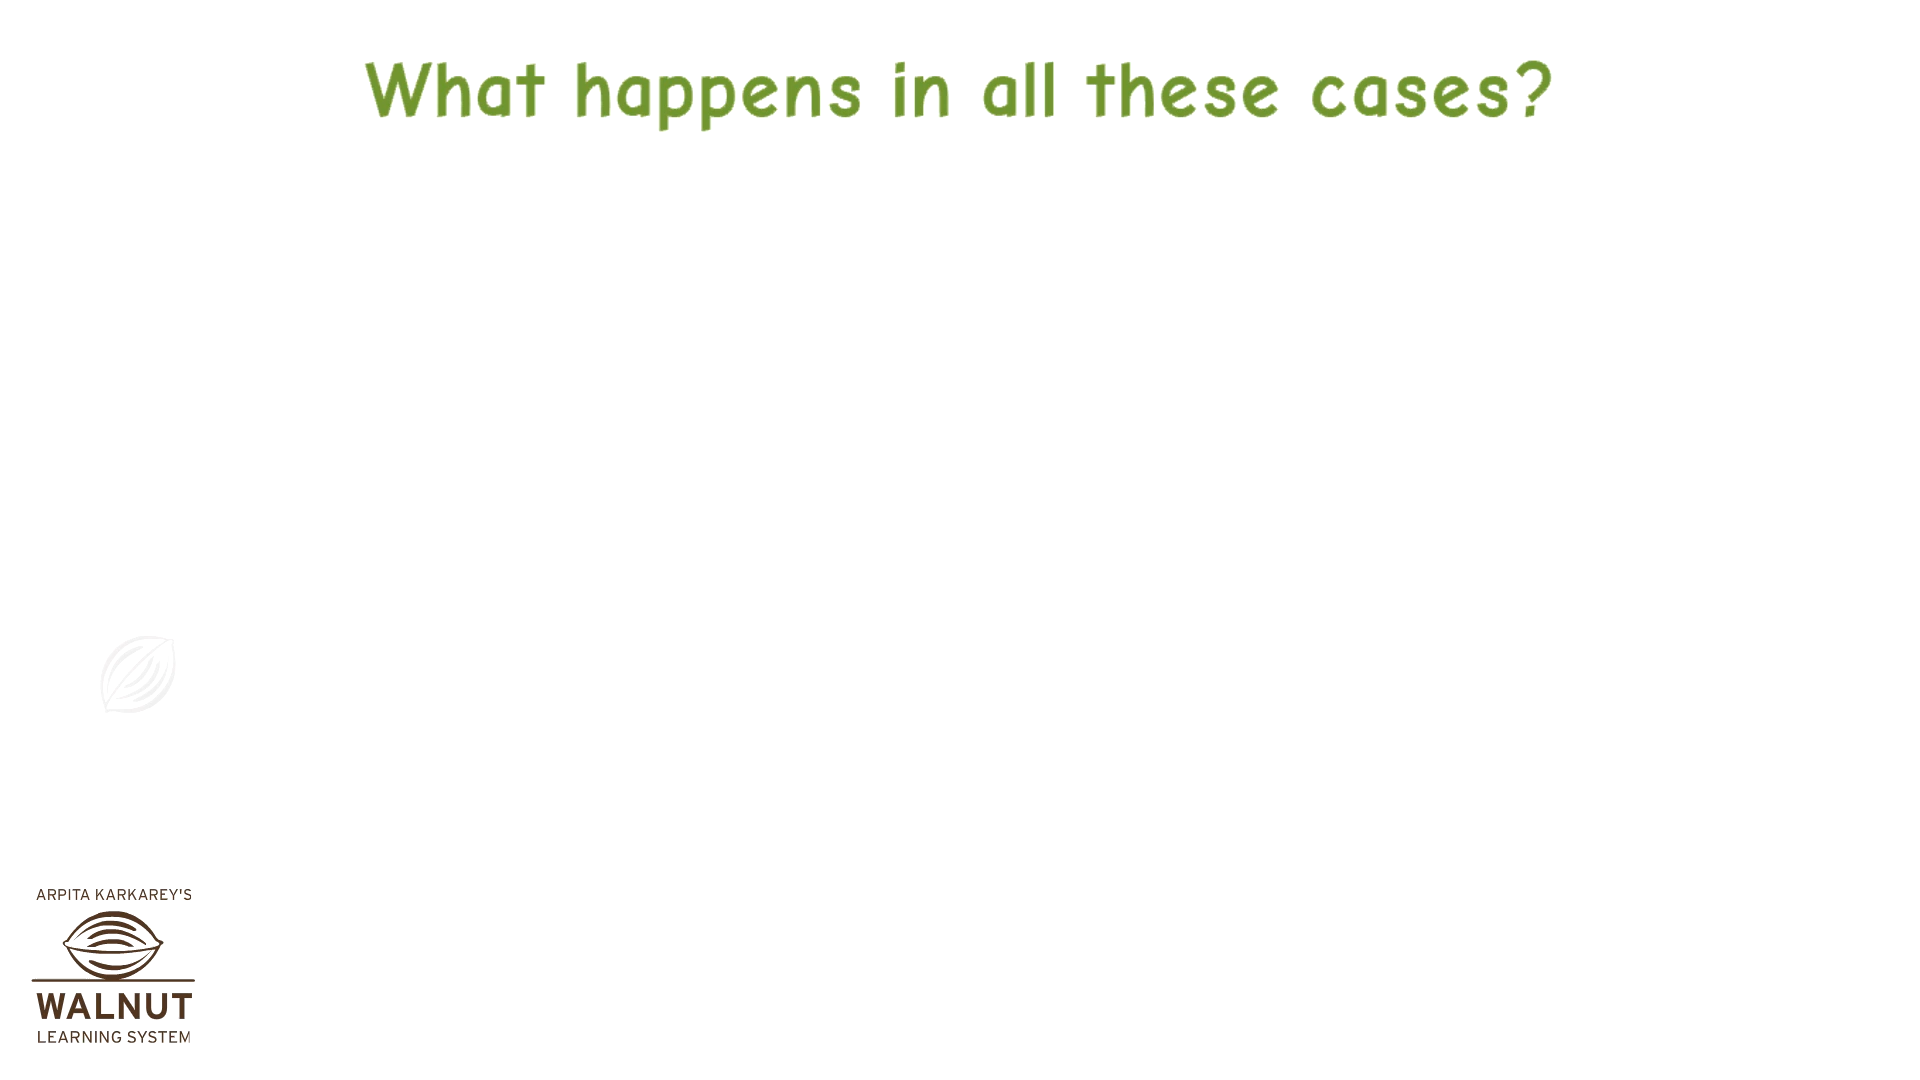 What happens in all these cases?
ARPITA KARKAREY'S
WALNUT
LEARNING SYSTEM